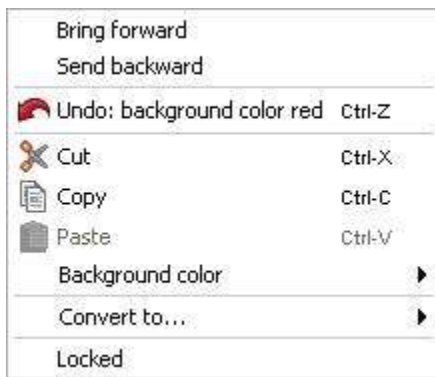 Bring forward
Send backward
Undo: background color red Ctrl-Z
Cut Ctrl-X
Copy Ctrl-C
Paste Ctrl-V
Background color
Convert to...
Locked